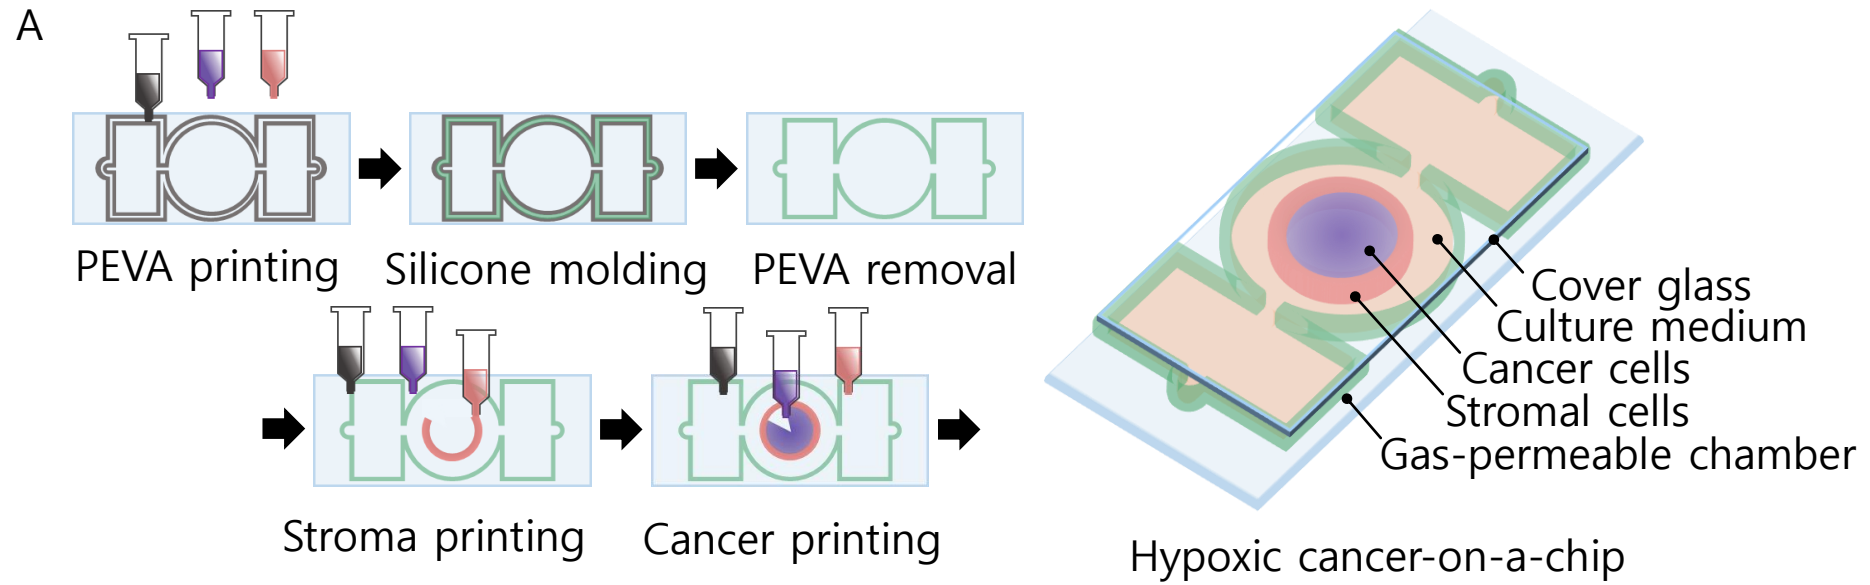 A
PEVA printing
Silicone molding
PEVA removal
Stroma printing
Cancer printing
Cover glass
Culture medium
Cancer cells
Stromal cells
Gas-permeable chamber
Hypoxic cancer-on-a-chip